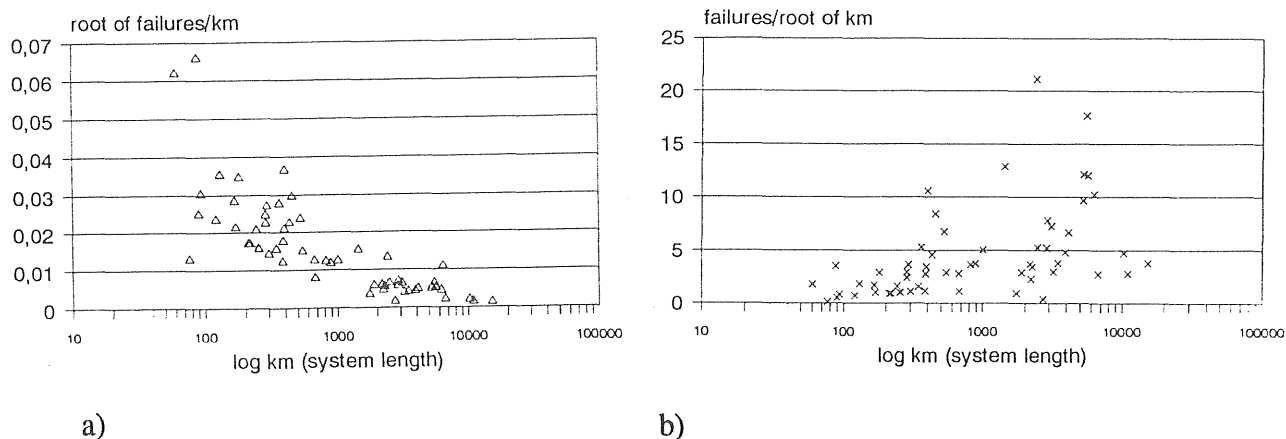 root of failures/km
0,07
0,06
0,05
0,04
0,03
0,02
0,01
0
10 100 1000 10000 100000
log km (system length)
a)
failures/root of km
25
20
15
10
5
0
10 100 1000 10000 100000
log km (system length)
b)